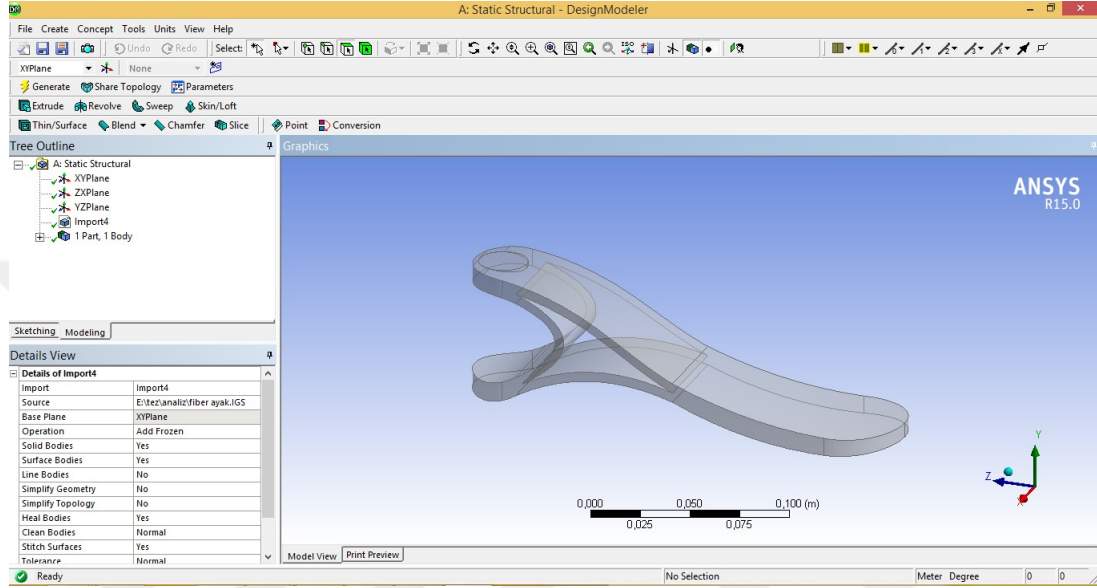 A: Static Structural - DesignModeler
File Create Concept Tools Units View Help
Undo Redo Select:
XYPlane None
Generate Share Topology Parameters
Extrude Revolve Sweep Skin/Loft
Thin/Surface Blend Chamfer Slice Point Conversion
Tree Outline
A: Static Structural
XYPlane
ZXPlane
YZPlane
Import4
1 Part, 1 Body
Sketching Modeling
Details View
Details of Import4
Import Import4
Source E:\tez\analiz\fiber ayak.IGS
Base Plane XYPlane
Operation Add Frozen
Solid Bodies Yes
Surface Bodies Yes
Line Bodies No
Simplify Geometry No
Simplify Topology No
Heal Bodies Yes
Clean Bodies Normal
Stitch Surfaces Yes
Tolerance Normal
Graphics
ANSYS
R15.0
Y
Z
0,000 0,050 0,100 (m)
0,025 0,075
Model View Print Preview
Ready No Selection Meter Degree 0 0